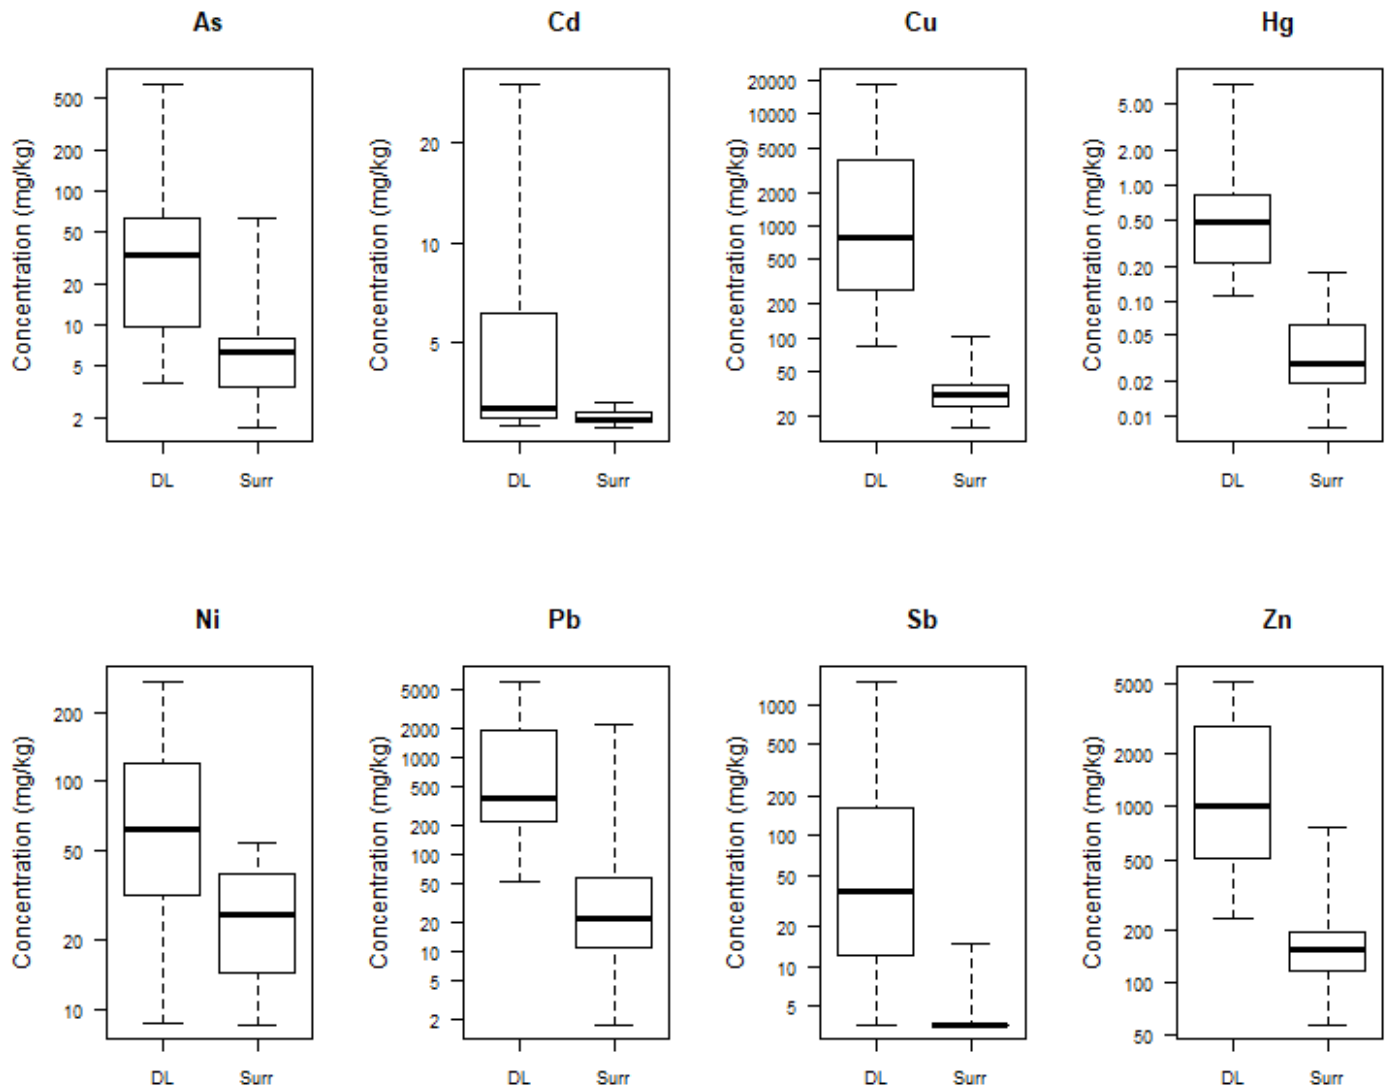 As
Concentration (mg/kg)
500
200
100
50
20
10
5
2
DL
Surr
Cd
Concentration (mg/kg)
20
10
5
DL
Surr
Cu
Concentration (mg/kg)
20000
10000
5000
2000
1000
500
200
100
50
20
DL
Surr
Hg
Concentration (mg/kg)
5.00
2.00
1.00
0.50
0.20
0.10
0.05
0.02
0.01
DL
Surr
Ni
Concentration (mg/kg)
200
100
50
20
10
DL
Surr
Pb
Concentration (mg/kg)
5000
2000
1000
500
200
100
50
20
10
5
2
DL
Surr
Sb
Concentration (mg/kg)
1000
500
200
100
50
20
10
5
DL
Surr
Zn
Concentration (mg/kg)
5000
2000
1000
500
200
100
50
DL
Surr